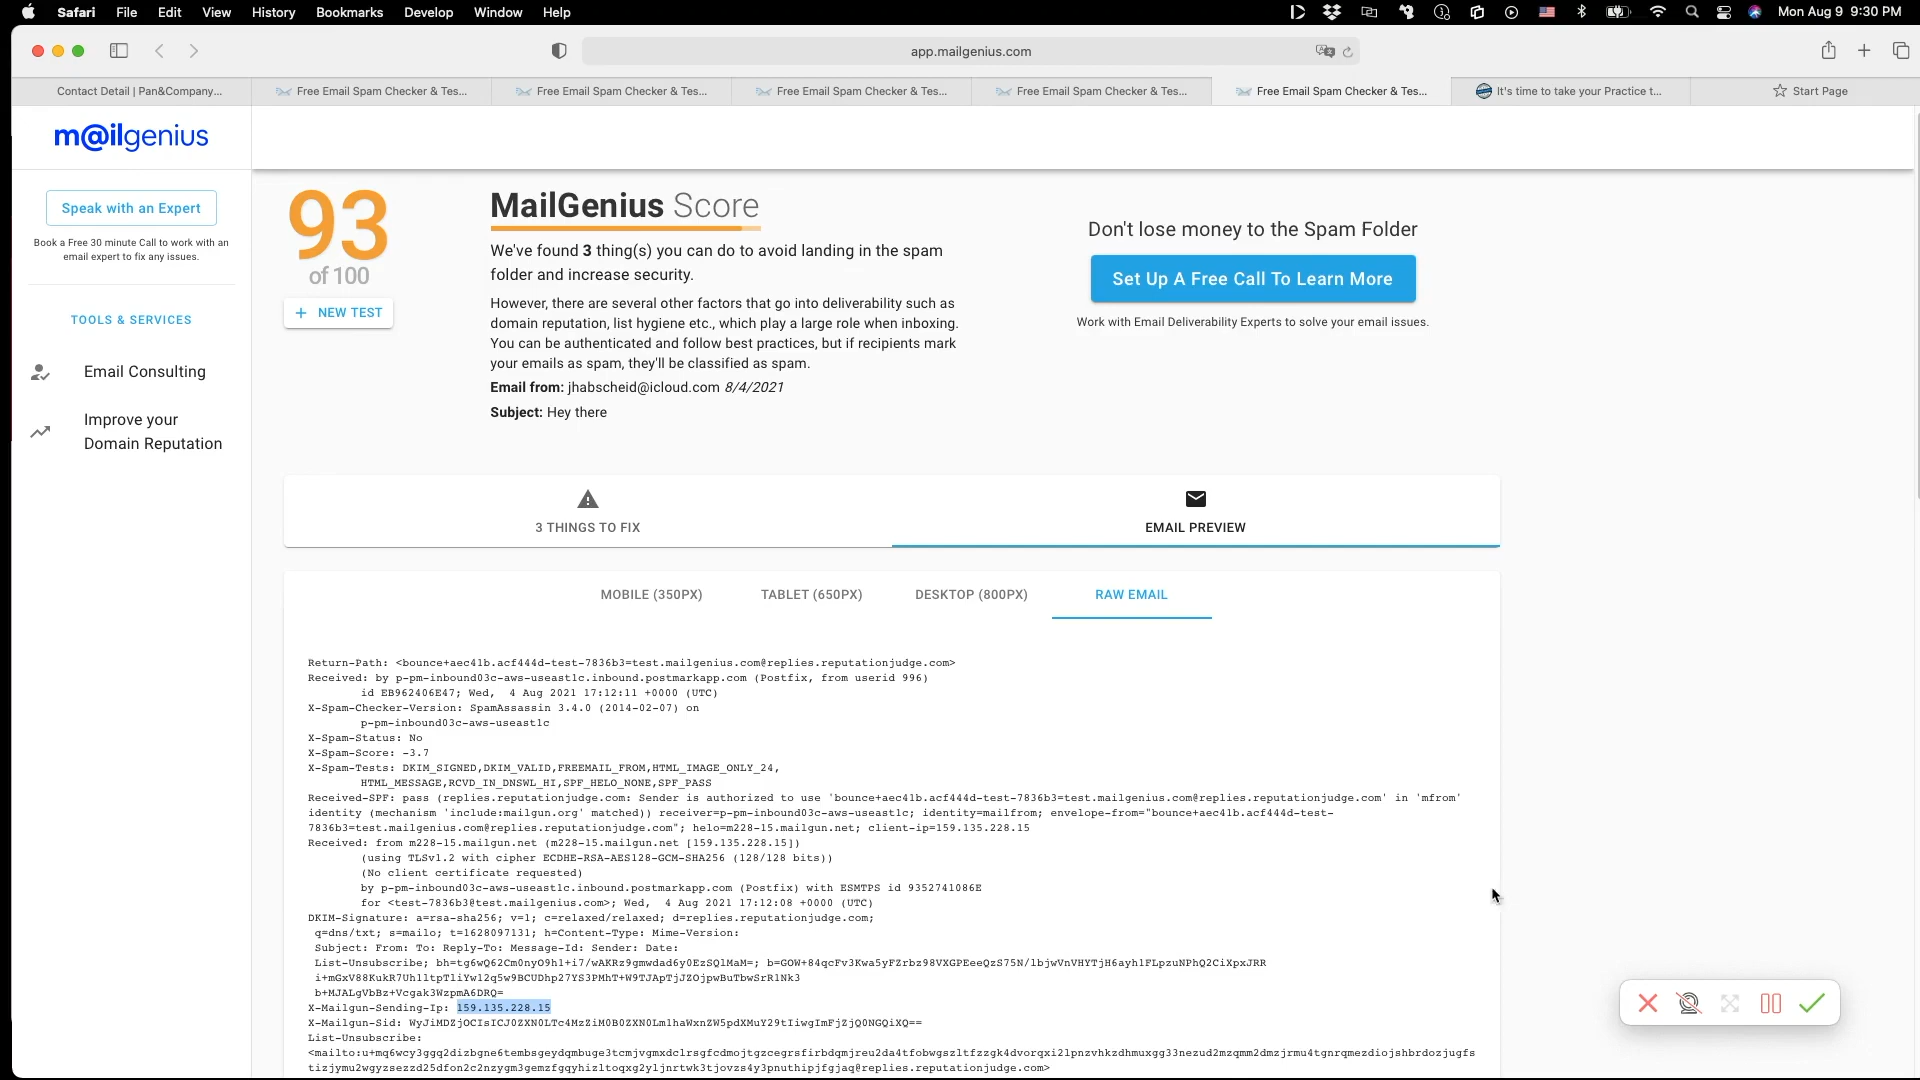 Safari File Edit View History Bookmarks Develop Window Help Mon Aug 9 9:30 PM
app.mailgenius.com
Contact Detail | Pan&Company... Free Email Spam Checker & Tes... Free Email Spam Checker & Tes... Free Email Spam Checker & Tes... Free Email Spam Checker & Tes... Free Email Spam Checker & Tes... It's time to take your Practice t... Start Page
m@ilgenius
Speak with an Expert
Book a Free 30 minute Call to work with an
email expert to fix any issues.
TOOLS & SERVICES
Email Consulting
Improve your
Domain Reputation
93
of 100
+ NEW TEST
MailGenius Score
We've found 3 thing(s) you can do to avoid landing in the spam
folder and increase security.
However, there are several other factors that go into deliverability such as
domain reputation, list hygiene etc., which play a large role when inboxing.
You can be authenticated and follow best practices, but if recipients mark
your emails as spam, they'll be classified as spam.
Email from: jhabscheid@icloud.com 8/4/2021
Subject: Hey there
Don't lose money to the Spam Folder
Set Up A Free Call To Learn More
Work with Email Deliverability Experts to solve your email issues.
3 THINGS TO FIX
EMAIL PREVIEW
MOBILE (350PX) TABLET (650PX) DESKTOP (800PX) RAW EMAIL
Return-Path: <bounce+aec41b.acf444d-test-7836b3=test.mailgenius.com@replies.reputationjudge.com>
Received: by p-pm-inbound03c-aws-useast1c.inbound.postmarkapp.com (Postfix, from userid 996)
id EB962406E47; Wed, 4 Aug 2021 17:12:11 +0000 (UTC)
X-Spam-Checker-Version: SpamAssassin 3.4.0 (2014-02-07) on
p-pm-inbound03c-aws-useast1c
X-Spam-Status: No
X-Spam-Score: -3.7
X-Spam-Tests: DKIM_SIGNED,DKIM_VALID,FREEMAIL_FROM,HTML_IMAGE_ONLY_24,
HTML_MESSAGE,RCVD_IN_DNSWL_HI,SPF_HELO_NONE,SPF_PASS
Received-SPF: pass (replies.reputationjudge.com: Sender is authorized to use 'bounce+aec41b.acf444d-test-7836b3=test.mailgenius.com@replies.reputationjudge.com' in 'mfrom'
identity (mechanism 'include:mailgun.org' matched)) receiver=p-pm-inbound03c-aws-useast1c; identity=mailfrom; envelope-from="bounce+aec41b.acf444d-test-
7836b3=test.mailgenius.com@replies.reputationjudge.com"; helo=m228-15.mailgun.net; client-ip=159.135.228.15
Received: from m228-15.mailgun.net (m228-15.mailgun.net [159.135.228.15])
(using TLSv1.2 with cipher ECDHE-RSA-AES128-GCM-SHA256 (128/128 bits))
(No client certificate requested)
by p-pm-inbound03c-aws-useast1c.inbound.postmarkapp.com (Postfix) with ESMTPS id 9352741086E
for <test-7836b3@test.mailgenius.com>; Wed, 4 Aug 2021 17:12:08 +0000 (UTC)
DKIM-Signature: a=rsa-sha256; v=1; c=relaxed/relaxed; d=replies.reputationjudge.com;
q=dns/txt; s=mailo; t=1628097131; h=Content-Type: Mime-Version:
Subject: From: To: Reply-To: Message-Id: Sender: Date:
List-Unsubscribe;
X-Mailgun-Sending-Ip: 159.135.228.15
X-Mailgun-Sid:
List-Unsubscribe: